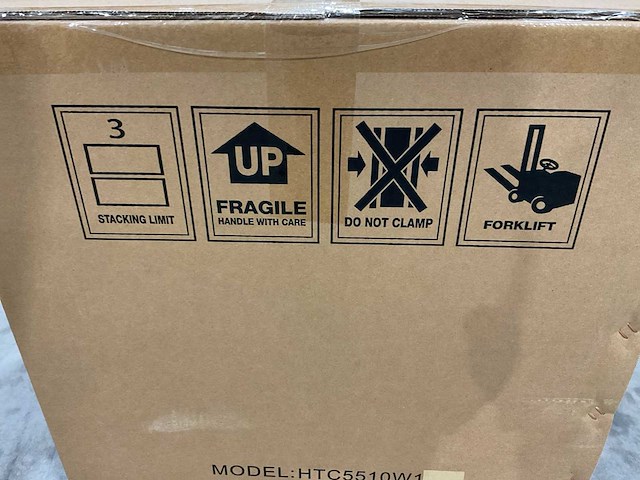 3
STACKING LIMIT
UP
FRAGILE
HANDLE WITH CARE
DO NOT CLAMP
FORKLIFT
MODEL:HTC5510W1